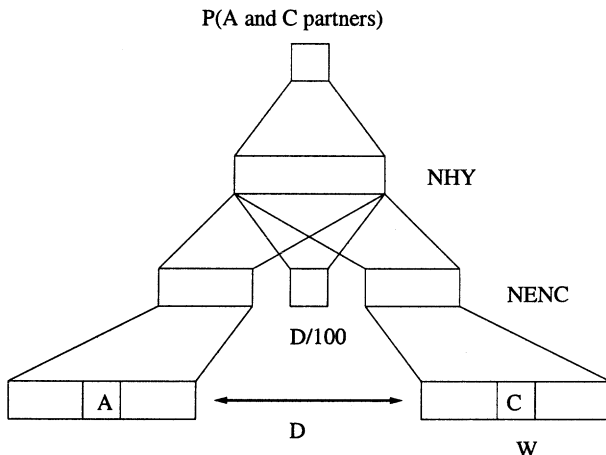 P(A and C partners)
NHY
NENC
D/100
A
C
D
W